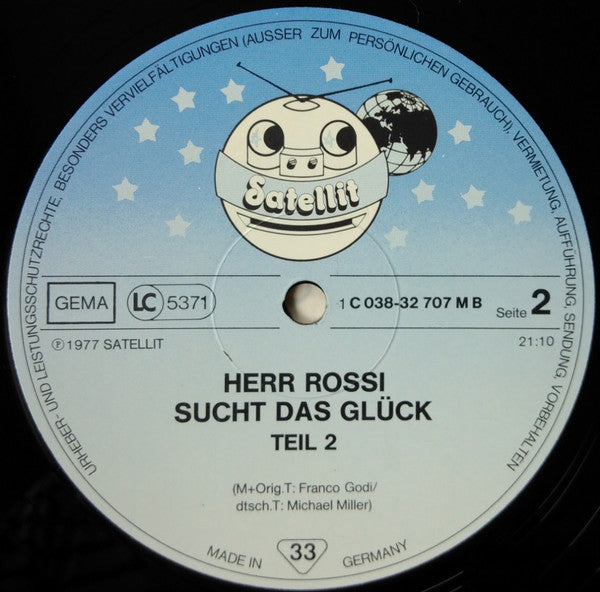 URHEBER- UND LEISTUNGSSCHUTZRECHTE, BESONDERS VERVIELFÄLTIGUNGEN (AUSSER ZUM PERSÖNLICHEN GEBRAUCH), VERMIETUNG, AUFFÜHRUNG, SENDUNG, VORBEHALTEN
Satellit
GEMA
LC 5371
1 C 038-32 707 M B
Seite 2
℗ 1977 SATELLIT
21:10
HERR ROSSI
SUCHT DAS GLÜCK
TEIL 2
(M+Orig.T: Franco Godi/
dtsch.T: Michael Miller)
MADE IN 33 GERMANY